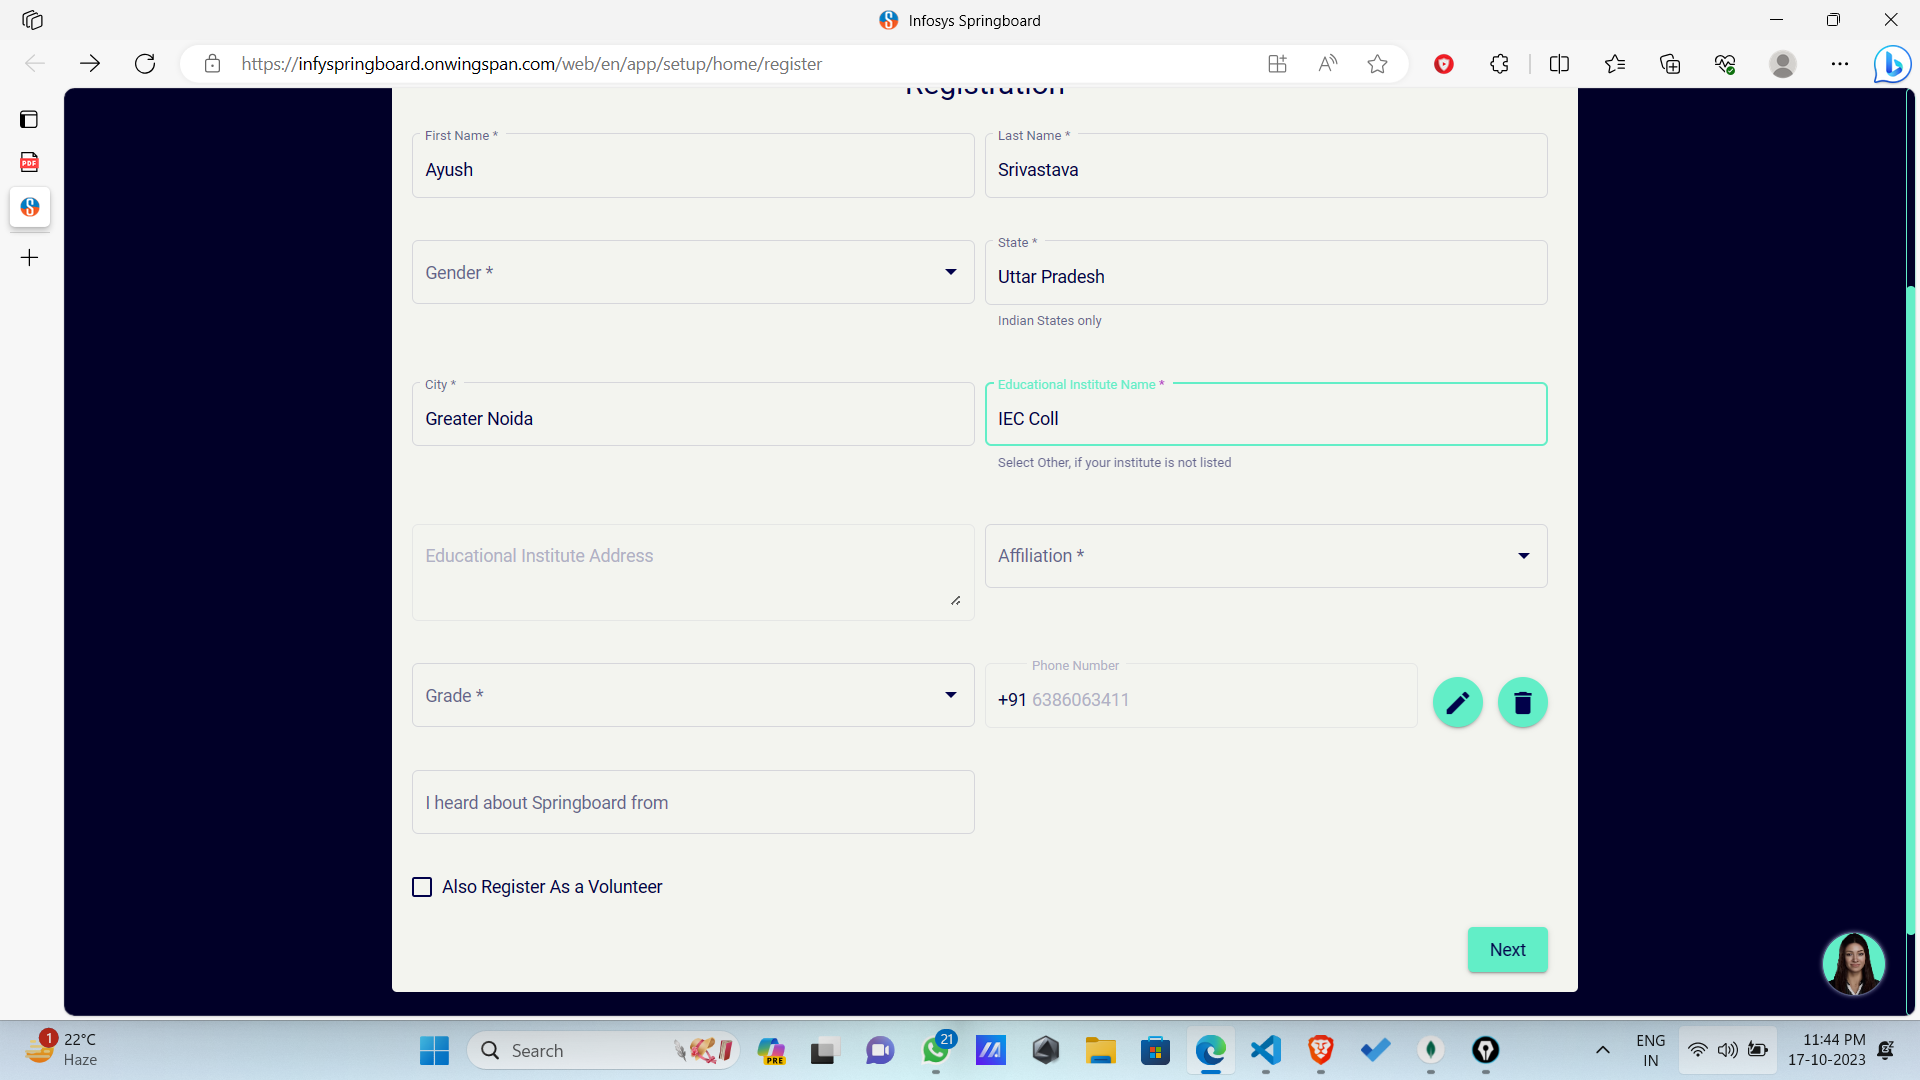 Infosys Springboard
https://infyspringboard.onwingspan.com/web/en/app/setup/home/register
Registration
First Name *
Ayush
Last Name *
Srivastava
Gender *
State *
Uttar Pradesh
Indian States only
City *
Greater Noida
Educational Institute Name *
IEC Coll
Select Other, if your institute is not listed
Educational Institute Address
Affiliation *
Grade *
Phone Number
+91 6386063411
I heard about Springboard from
Also Register As a Volunteer
Next
1
22°C
Haze
Search
PRE
21
ENG
IN
11:44 PM
17-10-2023
PDF